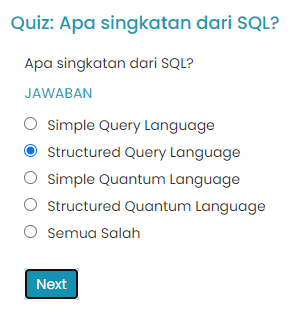 Quiz: Apa singkatan dari SQL?
Apa singkatan dari SQL?
JAWABAN
Simple Query Language
Structured Query Language
Simple Quantum Language
Structured Quantum Language
Semua Salah
Next